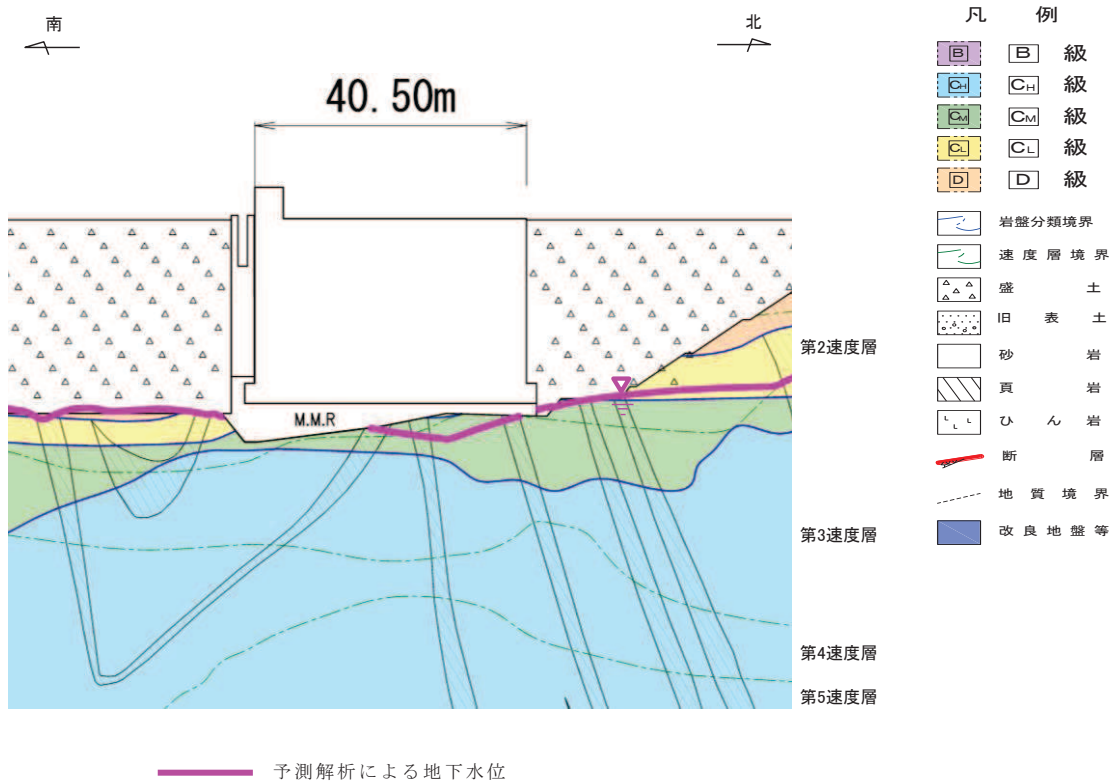 南
北
40.50m
M.M.R
第2速度層
第3速度層
第4速度層
第5速度層
予測解析による地下水位
凡 例
B B 級
CH CH 級
CM CM 級
CL CL 級
D D 級
岩盤分類境界
速度層境界
盛土
旧表土
砂岩
頁岩
ひん岩
断層
地質境界
改良地盤等